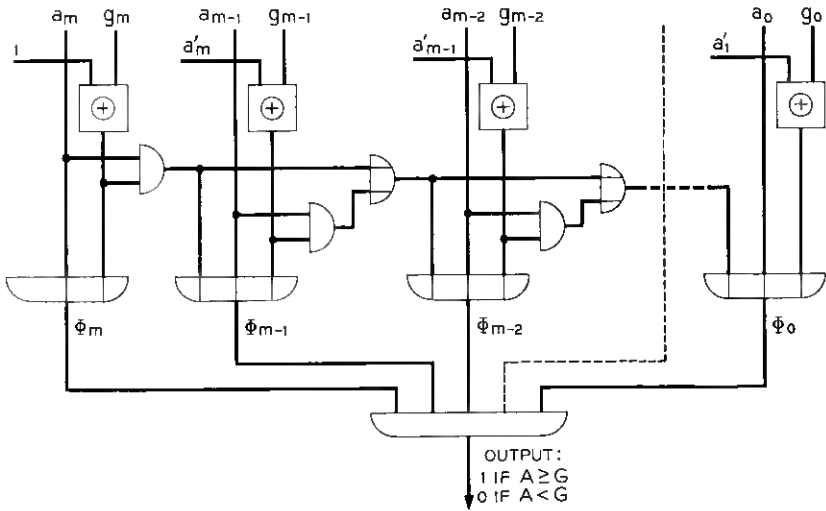 a_m g_m a_{m-1} g_{m-1} a_{m-2} g_{m-2} a_0 g_0
1 a'_m a'_{m-1} a'_1
+ + + +
Φ_m Φ_{m-1} Φ_{m-2} Φ_0
OUTPUT:
1 IF A ≥ G
0 IF A < G